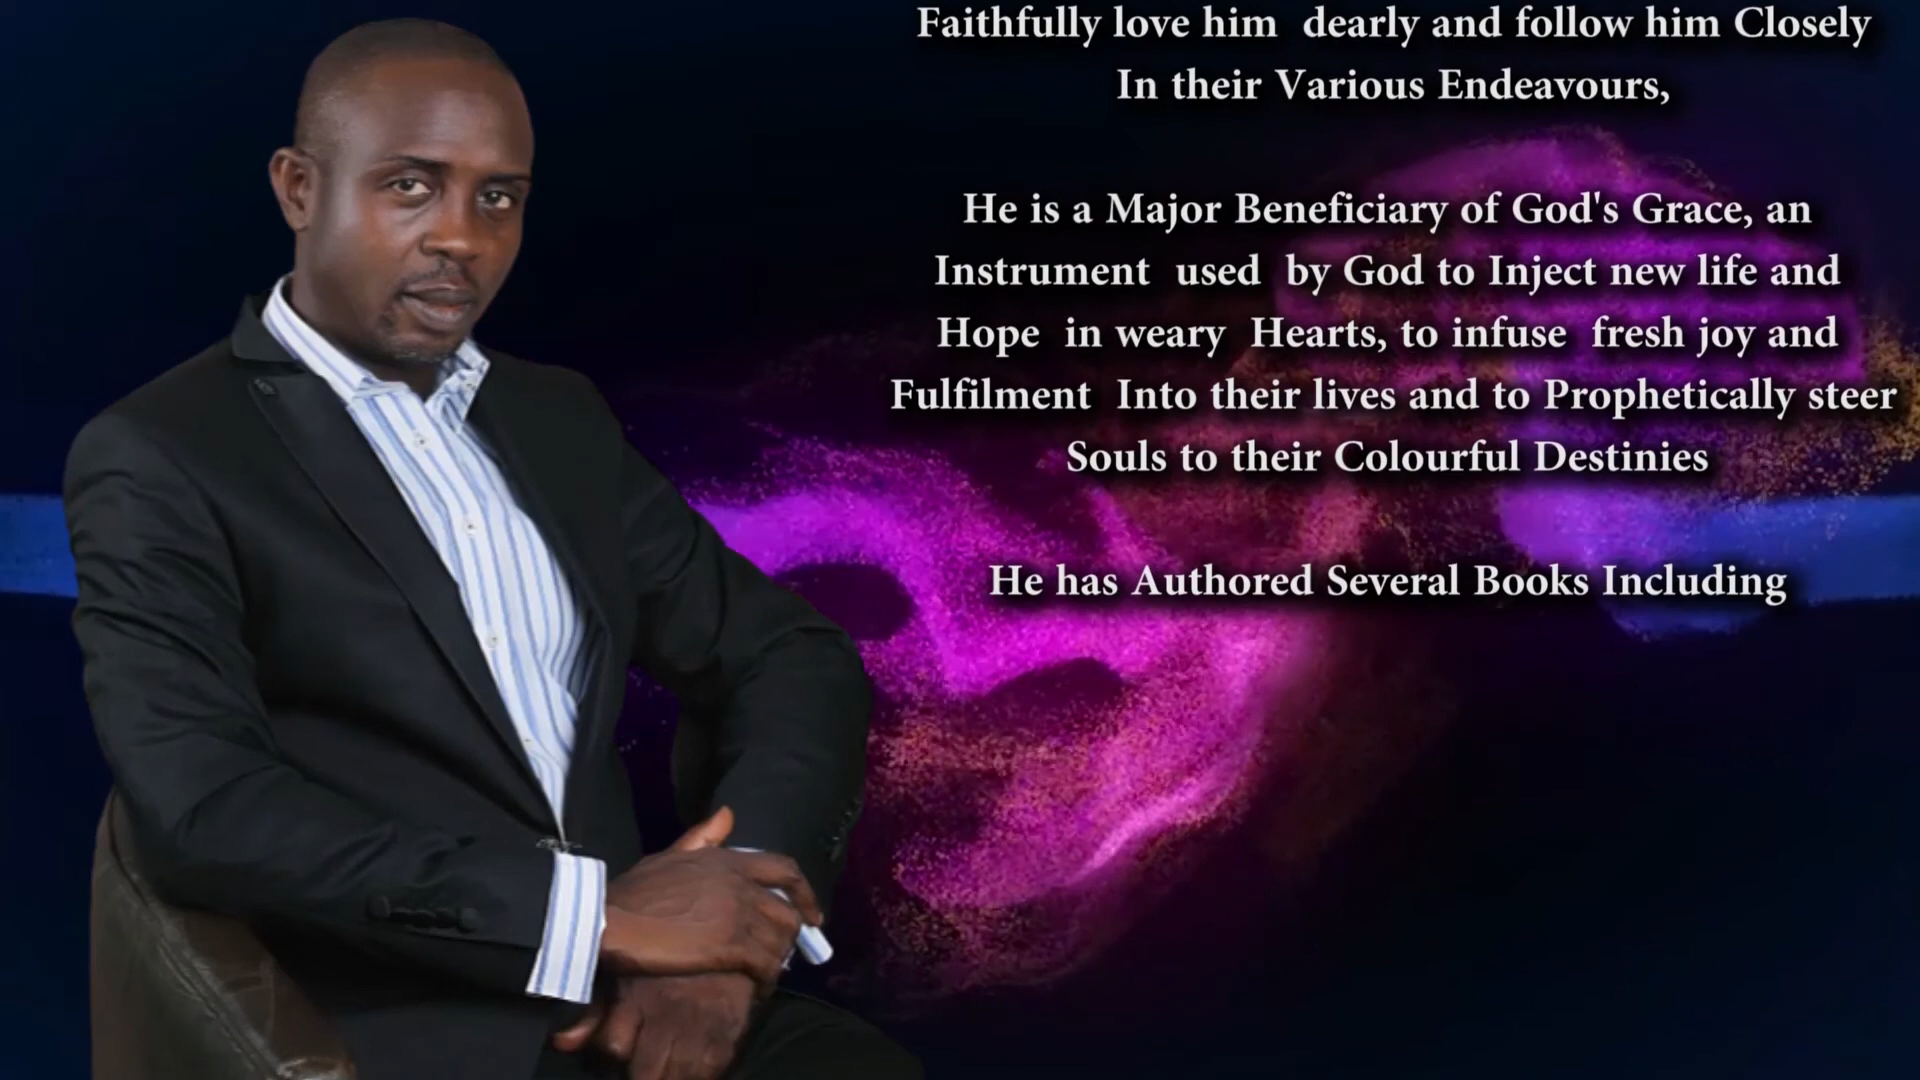 Faithfully love him dearly and follow him Closely
In their Various Endeavours,
He is a Major Beneficiary of God's Grace, an
Instrument used by God to Inject new life and
Hope in weary Hearts, to infuse fresh joy and
Fulfilment Into their lives and to Prophetically steer
Souls to their Colourful Destinies
He has Authored Several Books Including